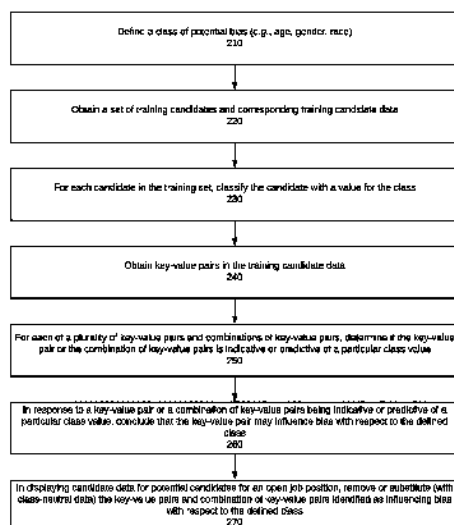 Define a class of potential bias (e.g., age, gender, race)
210
Obtain a set of training candidates and corresponding training candidate data
220
For each candidate in the training set, classify the candidate with a value for the class
230
Obtain key-value pairs in the training candidate data
240
For each of a plurality of key-value pairs and combinations of key-value pairs, determine if the key-value
pair or the combination of key-value pairs is indicative or predictive of a particular class value
250
In response to a key-value pair or a combination of key-value pairs being indicative or predictive of a
particular class value, conclude that the key-value pair may influence bias with respect to the defined
class
260
In displaying candidate data for potential candidates for an open job position, remove or substitute (with
class-neutral data) the key-value pairs and combination of key-value pairs identified as influencing bias
with respect to the defined class
270